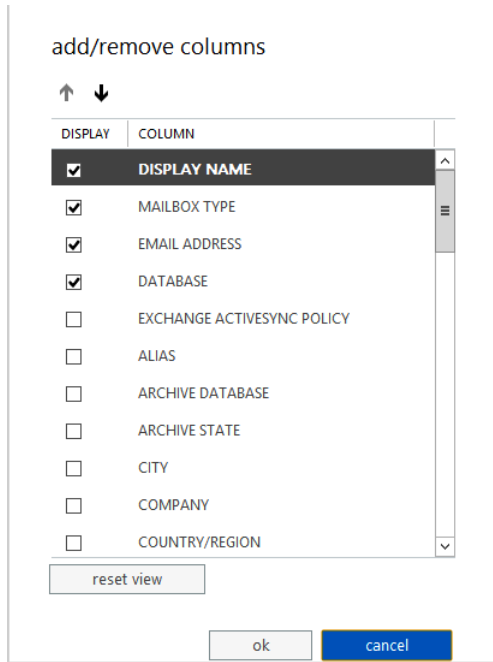 add/remove columns
DISPLAY COLUMN
DISPLAY NAME
MAILBOX TYPE
EMAIL ADDRESS
DATABASE
EXCHANGE ACTIVESYNC POLICY
ALIAS
ARCHIVE DATABASE
ARCHIVE STATE
CITY
COMPANY
COUNTRY/REGION
reset view
ok cancel